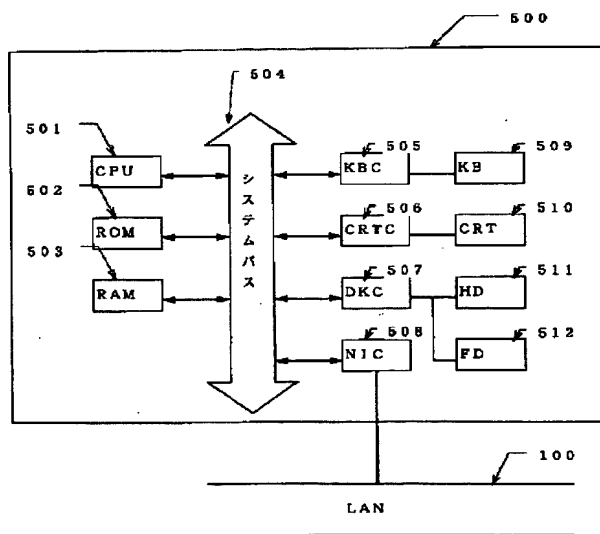 500
504
501
CPU
502
ROM
503
RAM
システムバス
505
KBC
509
KB
506
CRTC
510
CRT
507
DKC
511
HD
508
NIC
512
FD
100
LAN